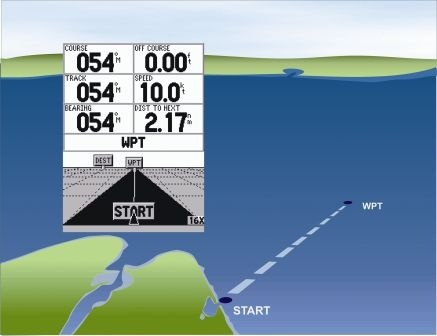 COURSE OFF COURSE
054°M 0.00ft
TRACK SPEED
054°M 10.0kt
BEARING DIST TO NEXT
054°M 2.17nm
WPT
DEST WPT
START
16X
WPT
START